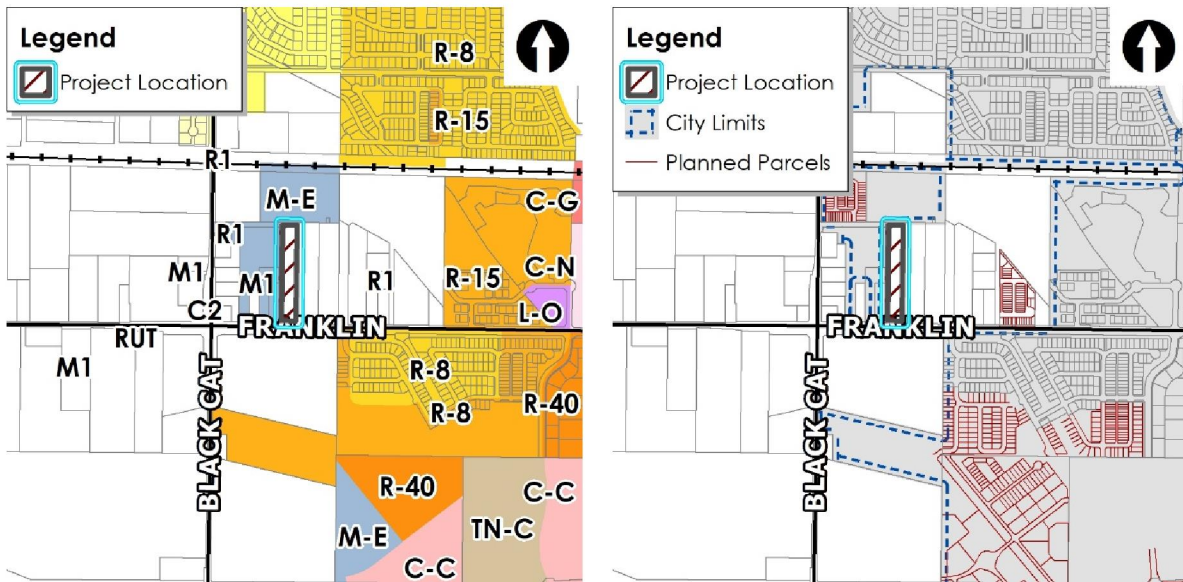 Legend
Project Location
R-8
R-15
R1
M-E
C-G
R1
M1
M1
R1
R-15
C-N
C2
L-O
FRANKLIN
RUT
M1
R-8
R-8
R-40
BLACK CAT
R-40
C-C
M-E
TN-C
C-C
Legend
Project Location
City Limits
Planned Parcels
FRANKLIN
BLACK CAT